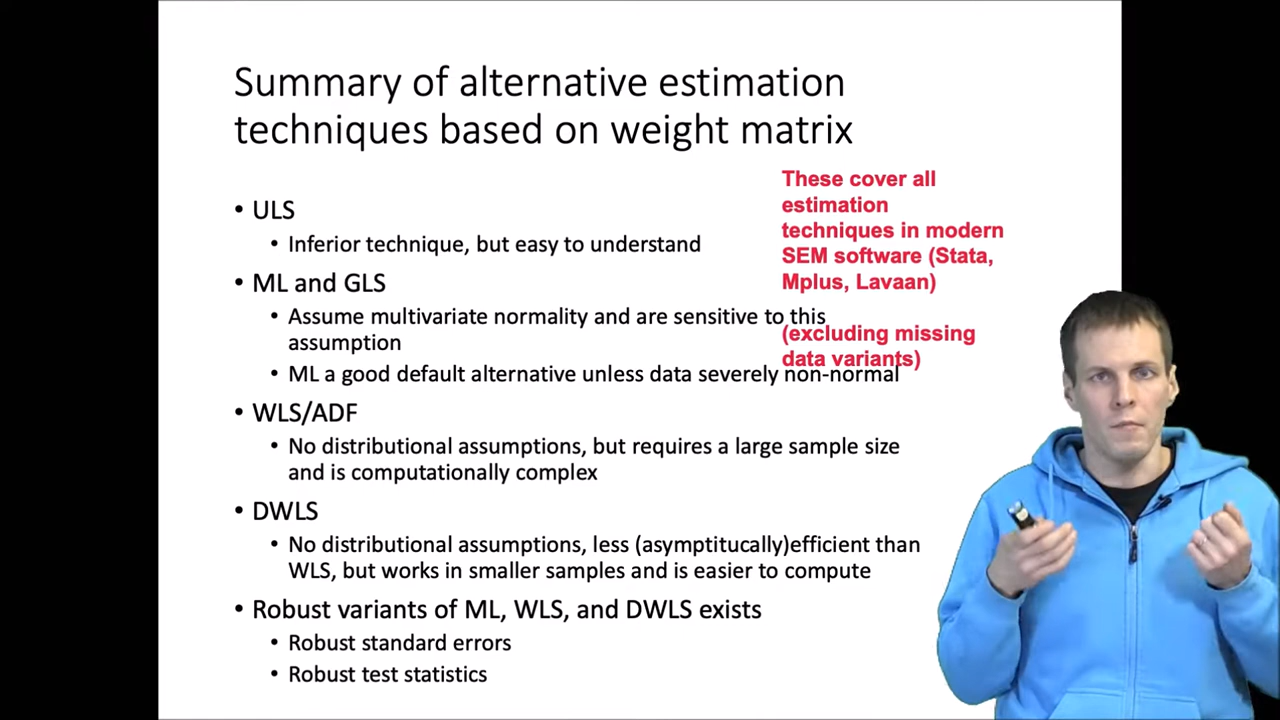 Summary of alternative estimation
techniques based on weight matrix
• ULS
• Inferior technique, but easy to understand
• ML and GLS
• Assume multivariate normality and are sensitive to this
assumption
• ML a good default alternative unless data severely non-normal
• WLS/ADF
• No distributional assumptions, but requires a large sample size
and is computationally complex
• DWLS
• No distributional assumptions, less (asymptitucally)efficient than
WLS, but works in smaller samples and is easier to compute
• Robust variants of ML, WLS, and DWLS exists
• Robust standard errors
• Robust test statistics
These cover all
estimation
techniques in modern
SEM software (Stata,
Mplus, Lavaan)
(excluding missing
data variants)